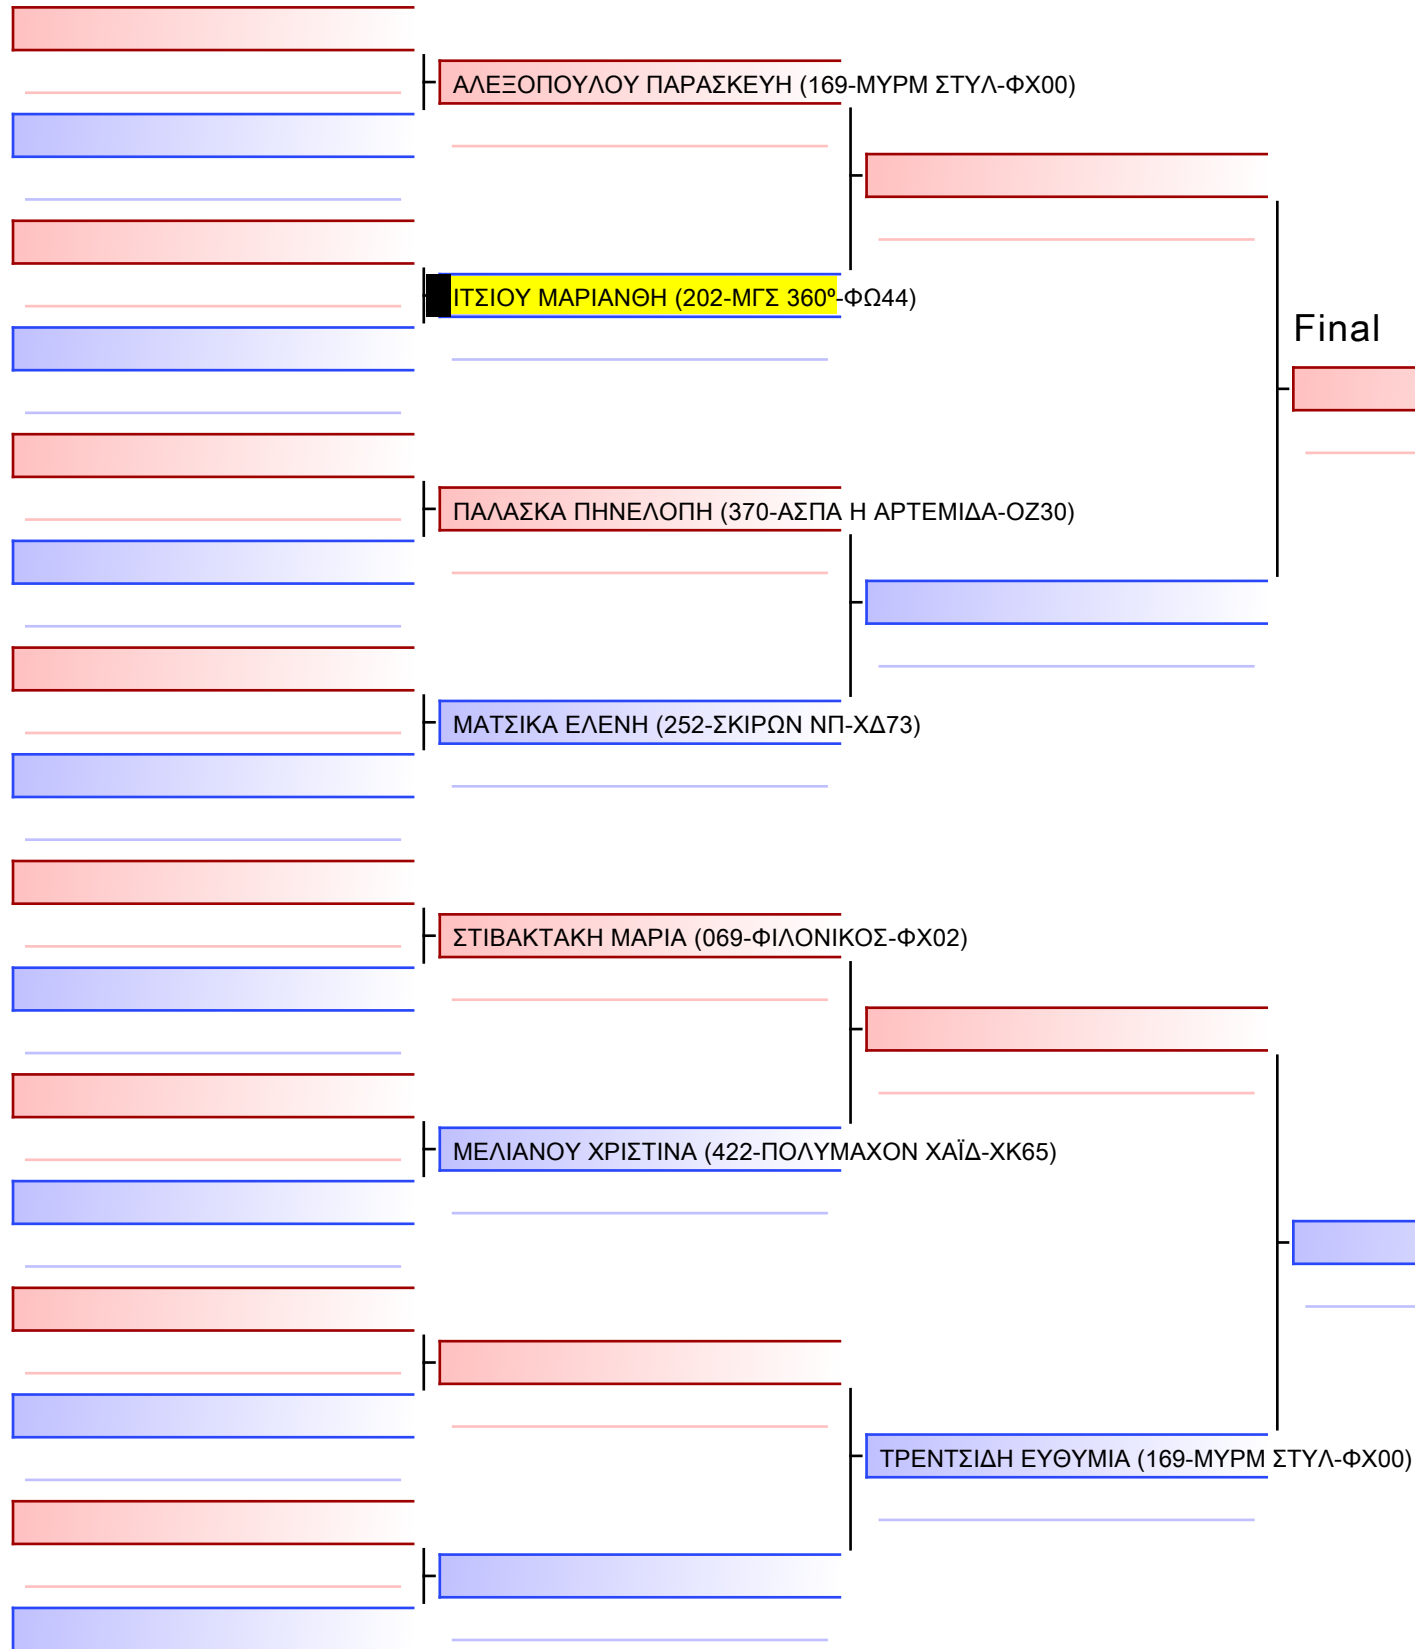 ΑΛΕΞΟΠΟΥΛΟΥ ΠΑΡΑΣΚΕΥΗ (169-ΜΥΡΜ ΣΤΥΛ-ΦΧ00)
ΙΤΣΙΟΥ ΜΑΡΙΑΝΘΗ (202-ΜΓΣ 360º-ΦΩ44)
Final
ΠΑΛΑΣΚΑ ΠΗΝΕΛΟΠΗ (370-ΑΣΠΑ Η ΑΡΤΕΜΙΔΑ-ΟΖ30)
ΜΑΤΣΙΚΑ ΕΛΕΝΗ (252-ΣΚΙΡΩΝ ΝΠ-ΧΔ73)
ΣΤΙΒΑΚΤΑΚΗ ΜΑΡΙΑ (069-ΦΙΛΟΝΙΚΟΣ-ΦΧ02)
ΜΕΛΙΑΝΟΥ ΧΡΙΣΤΙΝΑ (422-ΠΟΛΥΜΑΧΟΝ ΧΑΪΔ-ΧΚ65)
ΤΡΕΝΤΣΙΔΗ ΕΥΘΥΜΙΑ (169-ΜΥΡΜ ΣΤΥΛ-ΦΧ00)